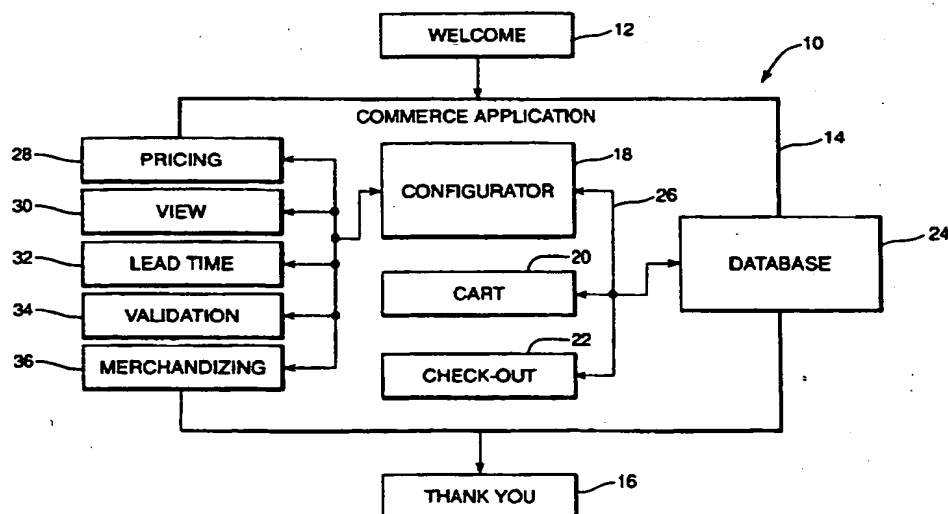 WELCOME
12
10
COMMERCE APPLICATION
14
28
PRICING
18
CONFIGURATOR
26
30
VIEW
24
DATABASE
32
LEAD TIME
20
CART
34
VALIDATION
22
CHECK-OUT
36
MERCHANDIZING
THANK YOU
16